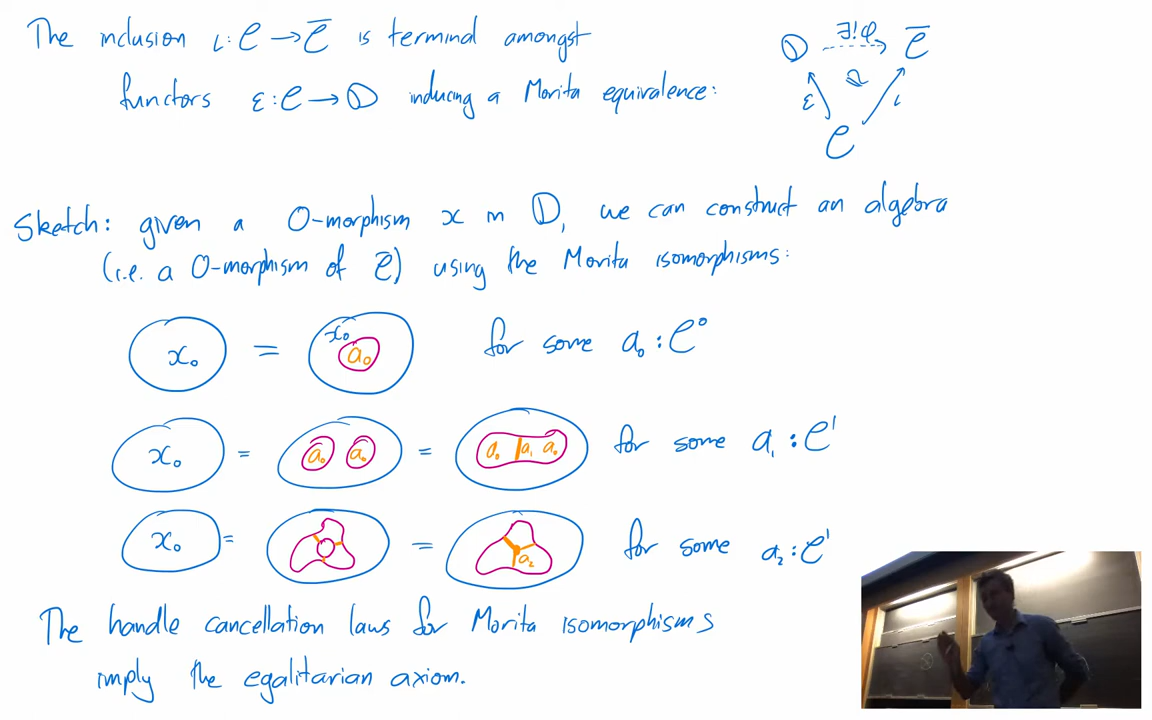 The inclusion ι: C → C̄ is terminal amongst
functors ε: C → D inducing a Morita equivalence:
D ∃!φ C̄
ε ι
C
Sketch: given a 0-morphism x in D, we can construct an algebra
(i.e. a 0-morphism of C̄) using the Morita isomorphisms:
x₀ = x₀ a₀ for some a₀ : C⁰
x₀ = a₀ a₀ = a₀ a₁ a₀ for some a₁ : C¹
x₀ = = a₂ for some a₂ : C¹
The handle cancellation laws for Morita isomorphisms
imply the egalitarian axiom.